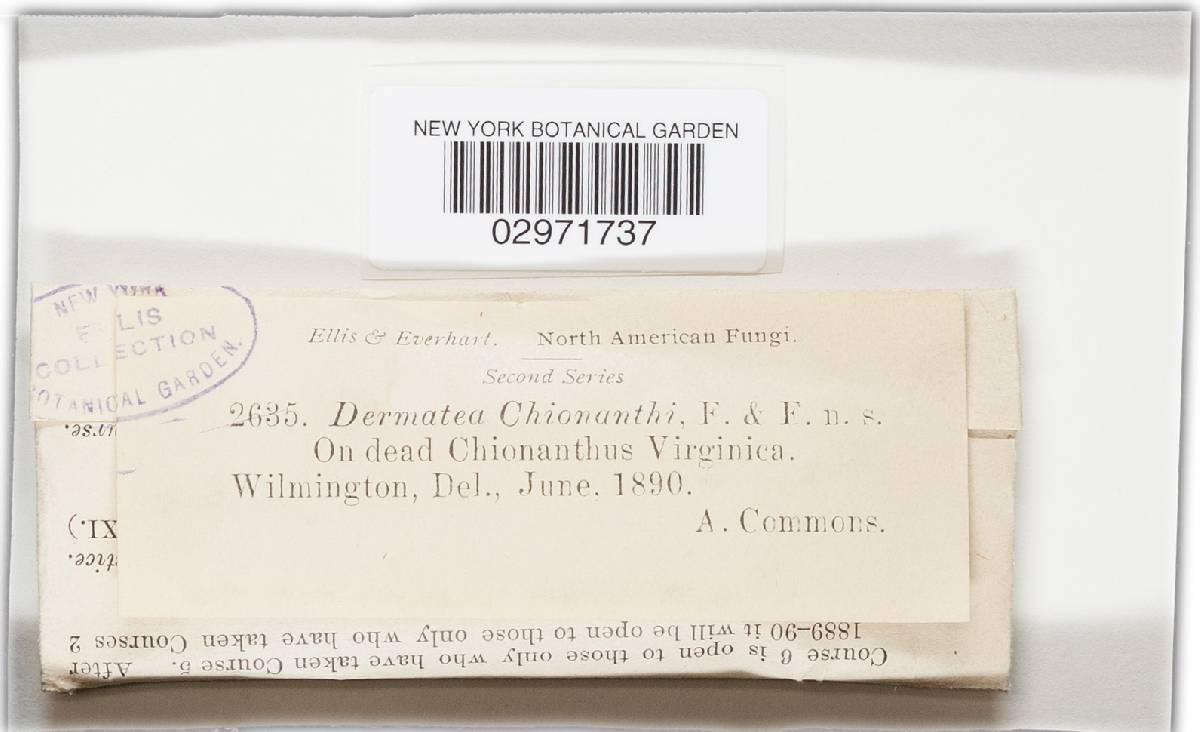 NEW YORK BOTANICAL GARDEN
02971737
NEW YORK
ELLIS
COLLECTION
BOTANICAL GARDEN.
Ellis & Everhart. North American Fungi.
Second Series
2635. Dermatea Chionanthi, E. & E. n. s.
On dead Chionanthus Virginica.
Wilmington, Del., June, 1890.
A. Commons.
Course 6 is open to those only who have taken Course 5. After
1889-90 it will be open to those only who have taken Courses 2
XI.)